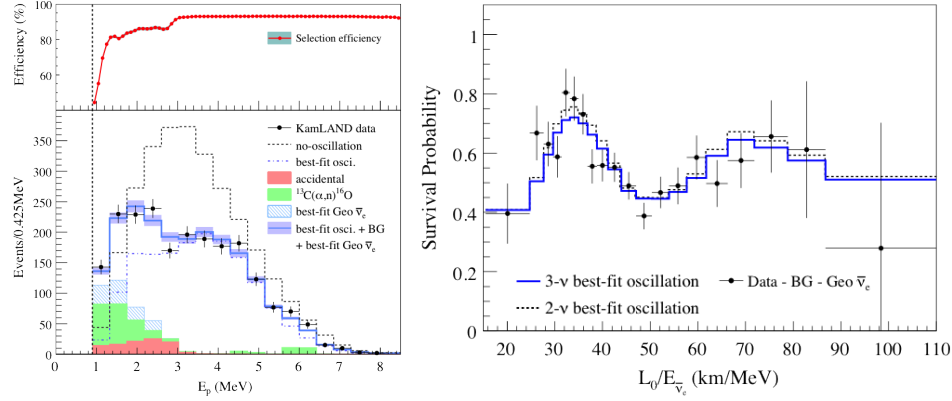 Efficiency (%)
100
80
60
Selection efficiency
Events/0.425MeV
350
300
250
200
150
100
50
0
KamLAND data
no-oscillation
best-fit osci.
accidental
¹³C(α,n)¹⁶O
best-fit Geo ν̅ₑ
best-fit osci. + BG
+ best-fit Geo ν̅ₑ
0 1 2 3 4 5 6 7 8
Eₚ (MeV)
Survival Probability
1
0.8
0.6
0.4
0.2
0
3-ν best-fit oscillation
Data - BG - Geo ν̅ₑ
2-ν best-fit oscillation
20 30 40 50 60 70 80 90 100 110
L₀/E_ν̅ₑ (km/MeV)